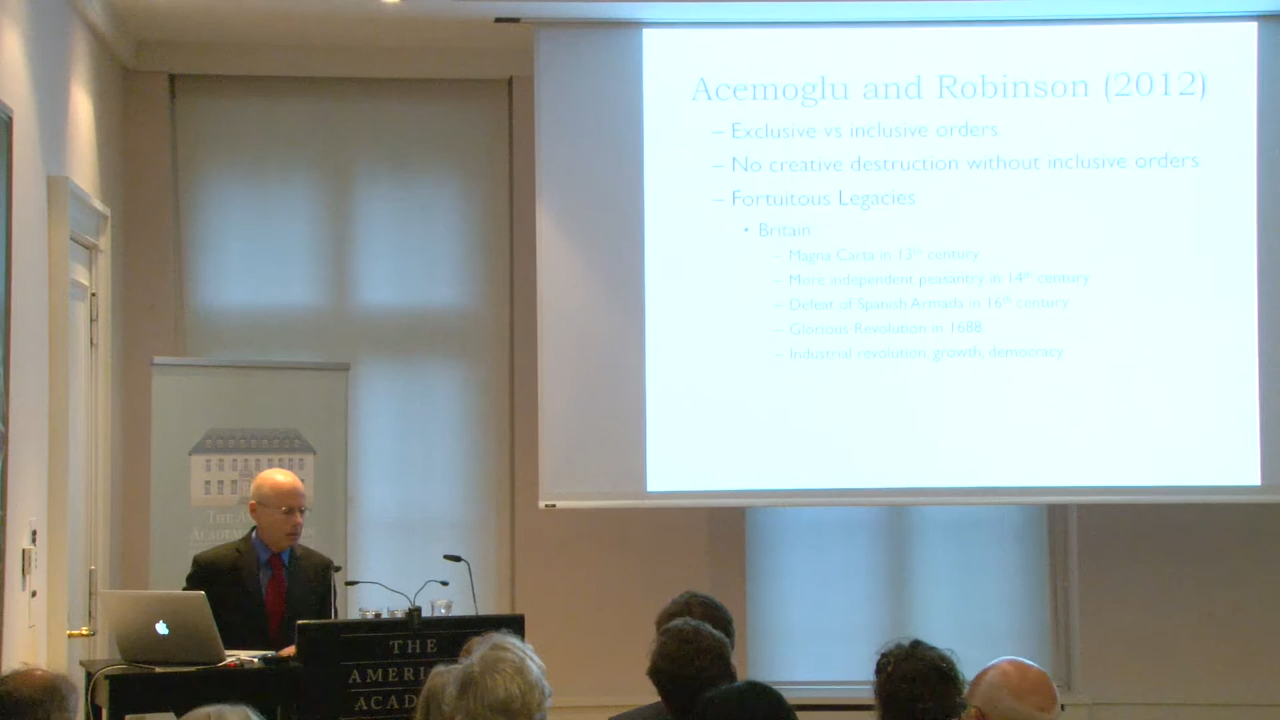 Acemoglu and Robinson (2012)
– Exclusive vs inclusive orders
– No creative destruction without inclusive orders
– Fortuitous Legacies
• Britain
– Magna Carta in 13th century
– More independent peasantry in 14th century
– Defeat of Spanish Armada in 16th century
– Glorious Revolution in 1688
– Industrial revolution, growth, democracy
THE
THE